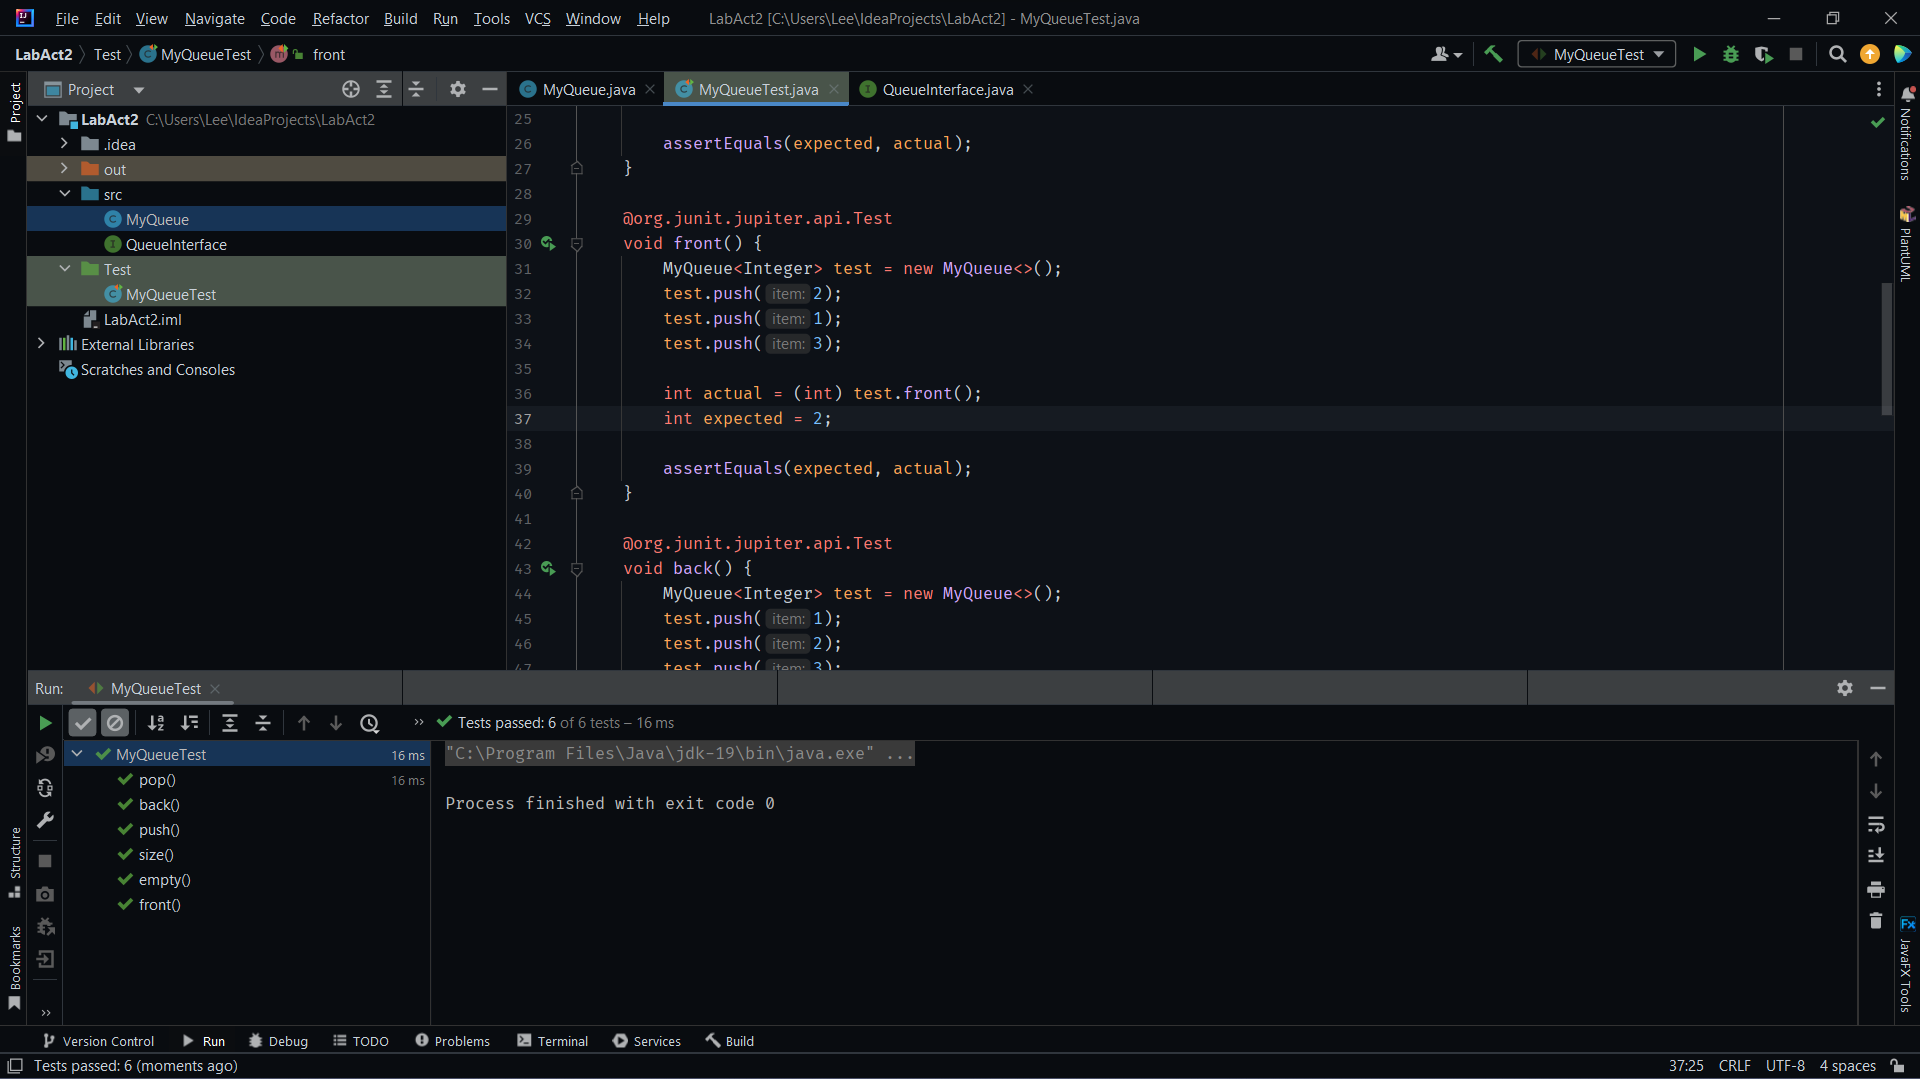 File Edit View Navigate Code Refactor Build Run Tools VCS Window Help LabAct2 [C:\Users\Lee\IdeaProjects\LabAct2] - MyQueueTest.java
LabAct2 Test MyQueueTest front MyQueueTest
Project
Project
MyQueue.java MyQueueTest.java QueueInterface.java
LabAct2 C:\Users\Lee\IdeaProjects\LabAct2
.idea
out
src
MyQueue
QueueInterface
Test
MyQueueTest
LabAct2.iml
External Libraries
Scratches and Consoles
25
26 assertEquals(expected, actual);
27 }
28
29 @org.junit.jupiter.api.Test
30 void front() {
31 MyQueue<Integer> test = new MyQueue<>();
32 test.push( item: 2);
33 test.push( item: 1);
34 test.push( item: 3);
35
36 int actual = (int) test.front();
37 int expected = 2;
38
39 assertEquals(expected, actual);
40 }
41
42 @org.junit.jupiter.api.Test
43 void back() {
44 MyQueue<Integer> test = new MyQueue<>();
45 test.push( item: 1);
46 test.push( item: 2);
47 test.push( item: 3);
Notifications
PlantUML
Run: MyQueueTest
Tests passed: 6 of 6 tests – 16 ms
MyQueueTest 16 ms
pop() 16 ms
back()
push()
size()
empty()
front()
"C:\Program Files\Java\jdk-19\bin\java.exe" ...
Process finished with exit code 0
Structure
Bookmarks
JavaFX Tools
Version Control Run Debug TODO Problems Terminal Services Build
Tests passed: 6 (moments ago) 37:25 CRLF UTF-8 4 spaces